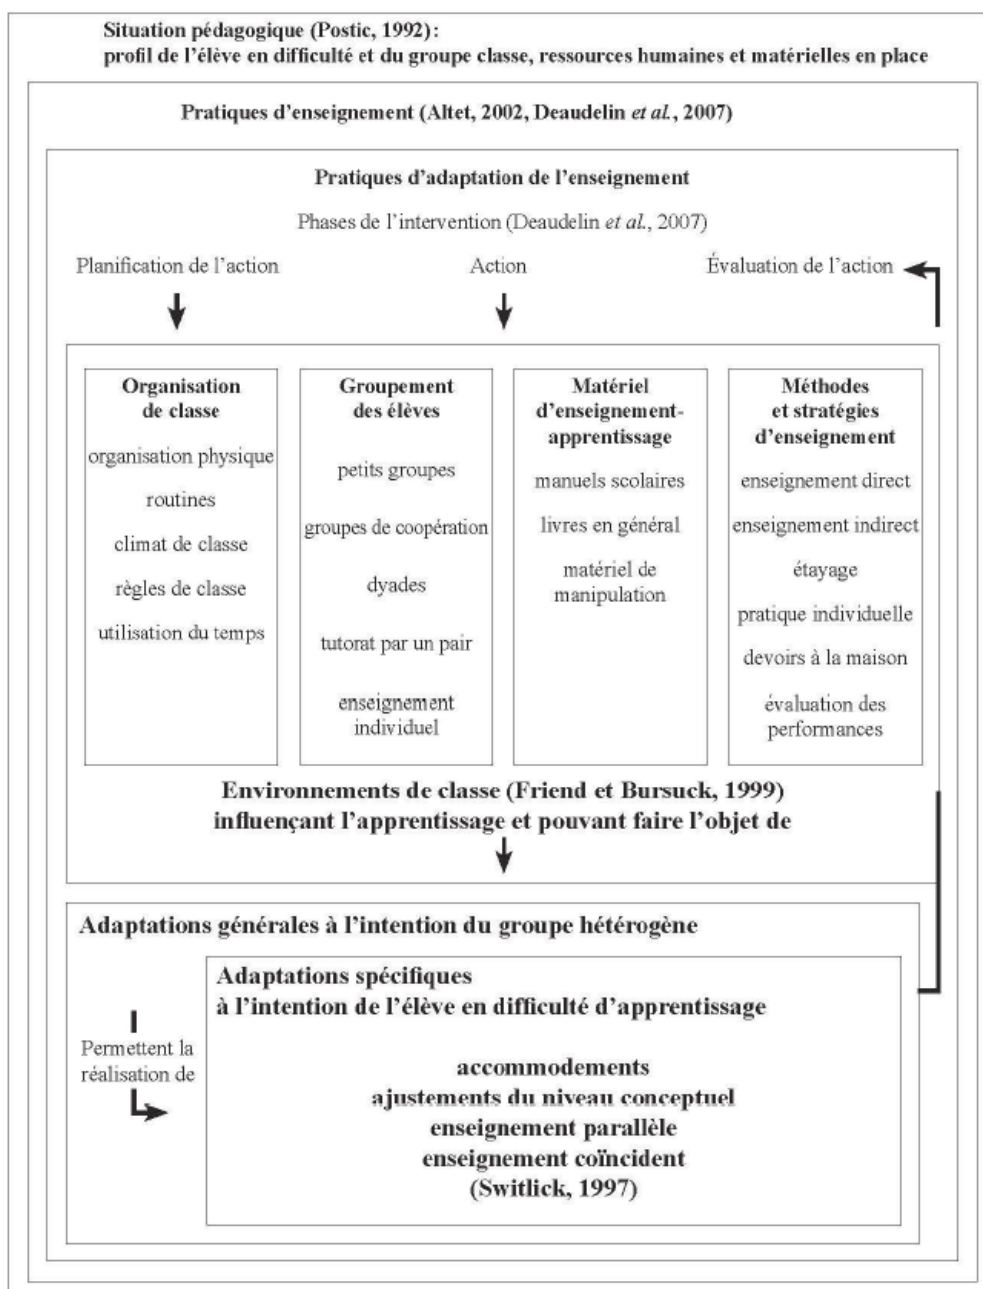 Situation pédagogique (Postic, 1992) :
profil de l'élève en difficulté et du groupe classe, ressources humaines et matérielles en place
Pratiques d'enseignement (Altet, 2002, Deaudelin et al., 2007)
Pratiques d'adaptation de l'enseignement
Phases de l'intervention (Deaudelin et al., 2007)
Planification de l'action
Action
Évaluation de l'action
Organisation
de classe
organisation physique
routines
climat de classe
règles de classe
utilisation du temps
Groupement
des élèves
petits groupes
groupes de coopération
dyades
tutorat par un pair
enseignement
individuel
Matériel
d'enseignement-
apprentissage
manuels scolaires
livres en général
matériel de
manipulation
Méthodes
et stratégies
d'enseignement
enseignement direct
enseignement indirect
étayage
pratique individuelle
devoirs à la maison
évaluation des
performances
Environnements de classe (Friend et Bursuck, 1999)
influençant l'apprentissage et pouvant faire l'objet de
Adaptations générales à l'intention du groupe hétérogène
Permettent la
réalisation de
Adaptations spécifiques
à l'intention de l'élève en difficulté d'apprentissage
accommodements
ajustements du niveau conceptuel
enseignement parallèle
enseignement coïncident
(Switlick, 1997)